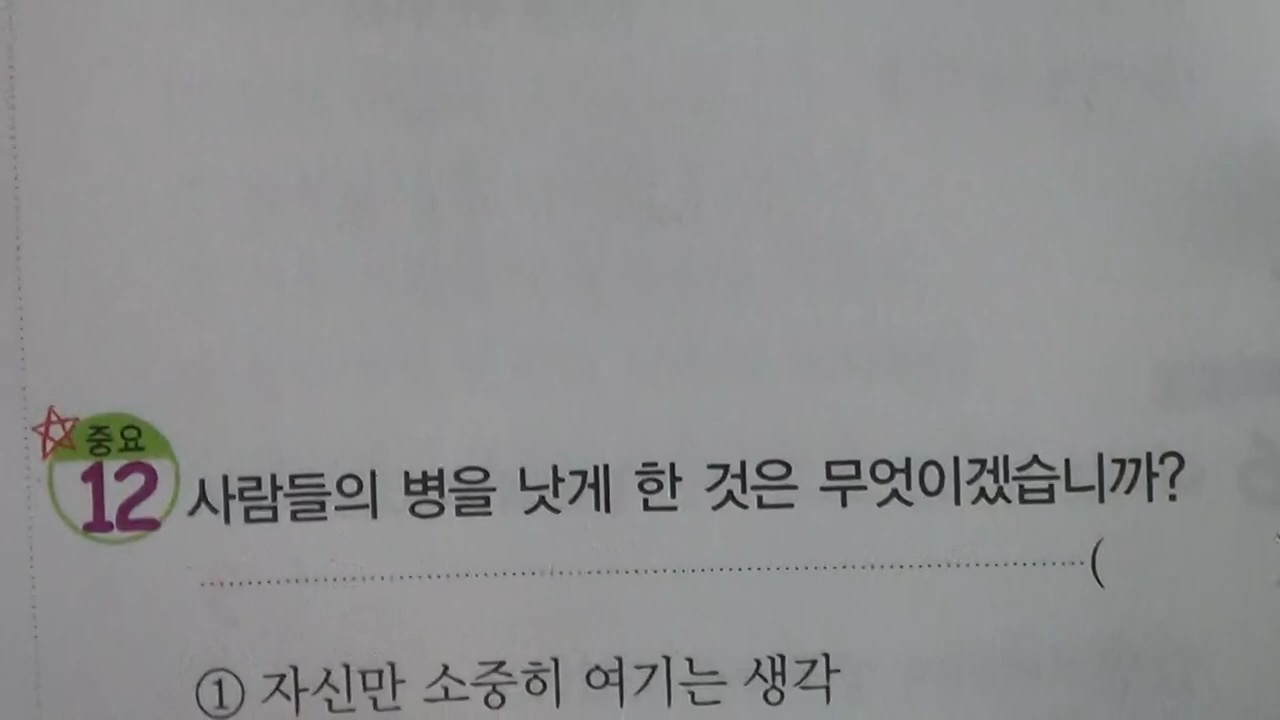 중요
12 사람들의 병을 낫게 한 것은 무엇이겠습니까?
(
① 자신만 소중히 여기는 생각